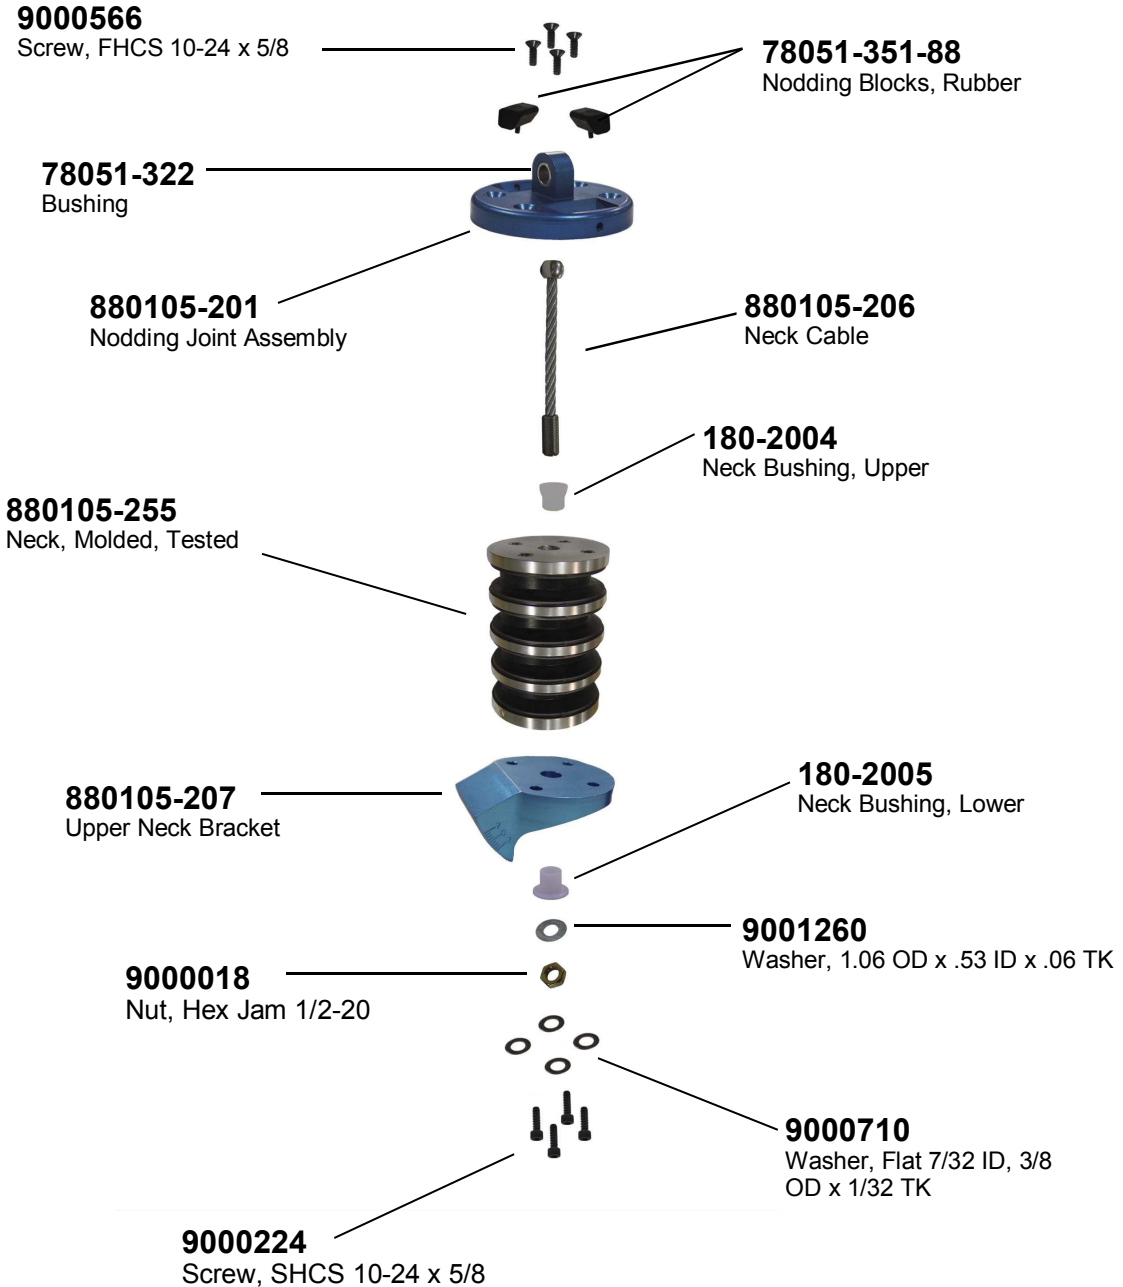 9000566
Screw, FHCS 10-24 x 5/8
78051-351-88
Nodding Blocks, Rubber
78051-322
Bushing
880105-201
Nodding Joint Assembly
880105-206
Neck Cable
180-2004
Neck Bushing, Upper
880105-255
Neck, Molded, Tested
880105-207
Upper Neck Bracket
180-2005
Neck Bushing, Lower
9001260
Washer, 1.06 OD x .53 ID x .06 TK
9000018
Nut, Hex Jam 1/2-20
9000710
Washer, Flat 7/32 ID, 3/8
OD x 1/32 TK
9000224
Screw, SHCS 10-24 x 5/8